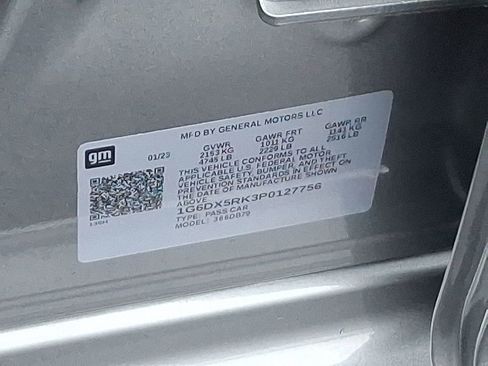 MFD BY GENERAL MOTORS LLC
gm
01/23 GVWR GAWR FRT GAWR RR
2153 KG 1011 KG 1141 KG
4745 LB 2229 LB 2516 LB
THIS VEHICLE CONFORMS TO ALL
APPLICABLE U.S. FEDERAL MOTOR
VEHICLE SAFETY, BUMPER, AND THEFT
PREVENTION STANDARDS IN EFFECT ON
THE DATE OF MANUFACTURE SHOWN
ABOVE
1G6DX5RK3P0127756
TYPE: PASS CAR
MODEL: